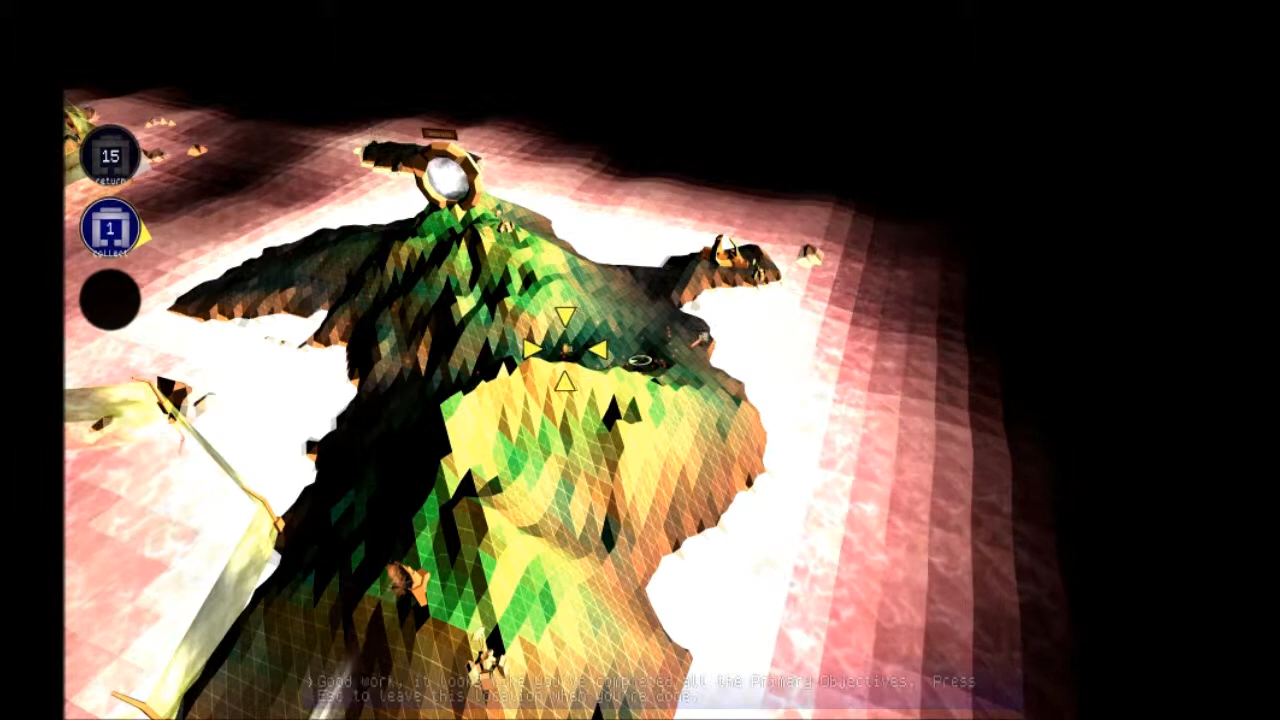 15
return
1
collect
Good work, it looks like you've completed all the Primary Objectives. Press
Esc to leave this location when you're done.